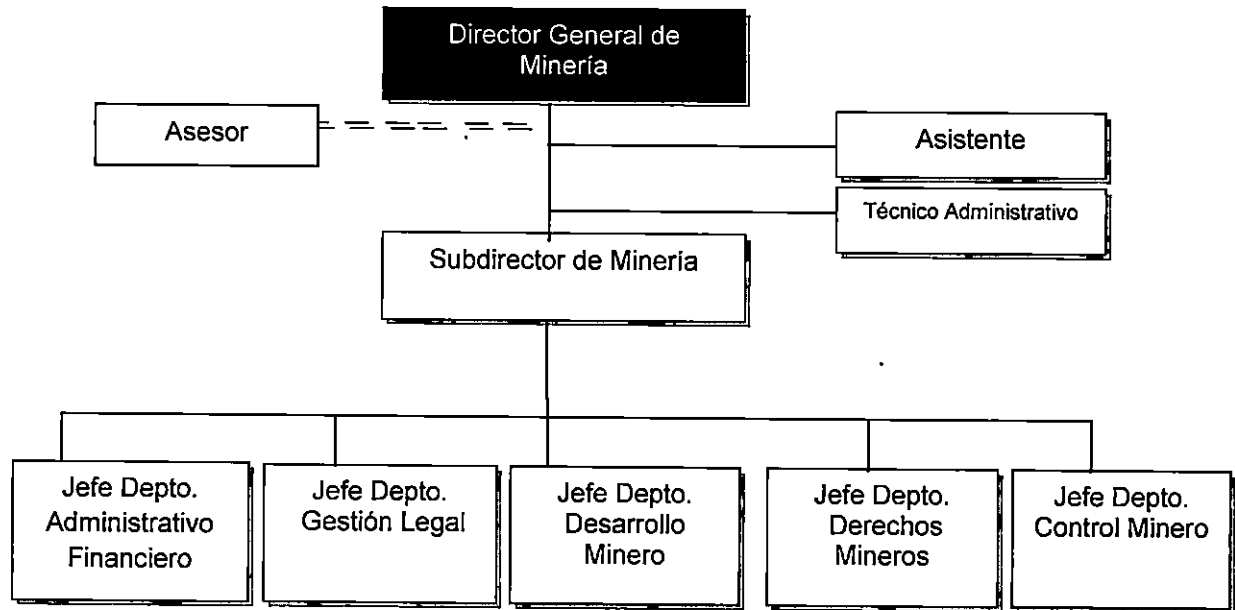 Director General de
Minería
Asesor
Asistente
Técnico Administrativo
Subdirector de Minería
Jefe Depto.
Administrativo
Financiero
Jefe Depto.
Gestión Legal
Jefe Depto.
Desarrollo
Minero
Jefe Depto.
Derechos
Mineros
Jefe Depto.
Control Minero